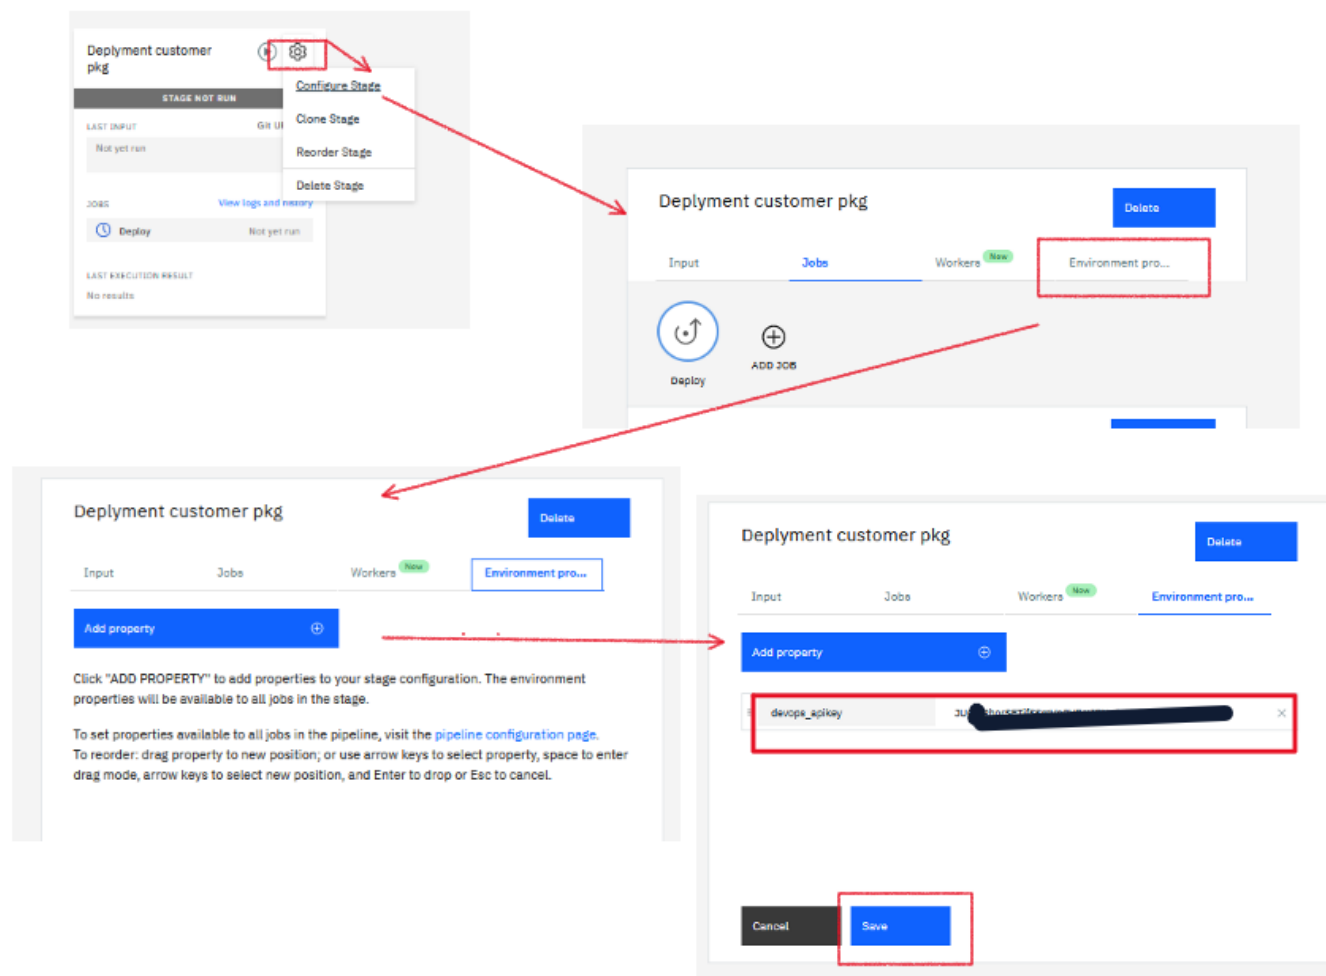 Deplyment customer
pkg
STAGE NOT RUN
LAST INPUT
Not yet run
JOBS
View logs and history
Deploy
Not yet run
LAST EXECUTION RESULT
No results
Configure Stage
Clone Stage
Reorder Stage
Delete Stage
Deplyment customer pkg
Delete
Input
Jobs
Workers
New
Environment pro...
Deploy
ADD JOB
Deplyment customer pkg
Delete
Input
Jobs
Workers
New
Environment pro...
Add property
Click "ADD PROPERTY" to add properties to your stage configuration. The environment
properties will be available to all jobs in the stage.
To set properties available to all jobs in the pipeline, visit the pipeline configuration page.
To reorder: drag property to new position; or use arrow keys to select property, space to enter
drag mode, arrow keys to select new position, and Enter to drop or Esc to cancel.
Deplyment customer pkg
Delete
Input
Jobs
Workers
New
Environment pro...
Add property
devops_apikey
Cancel
Save